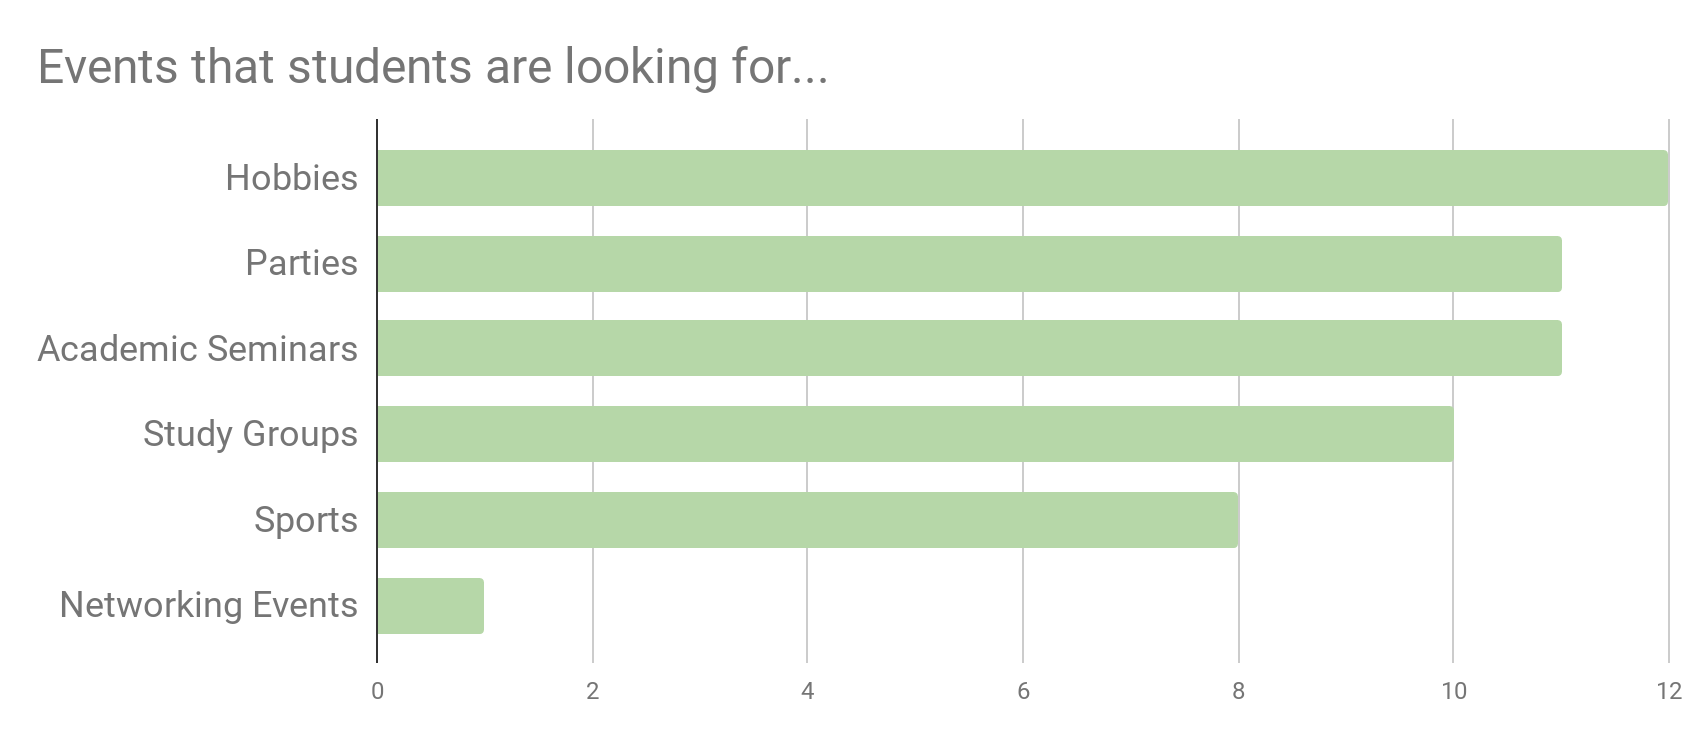 Events that students are looking for...
Hobbies
Parties
Academic Seminars
Study Groups
Sports
Networking Events
0 2 4 6 8 10 12